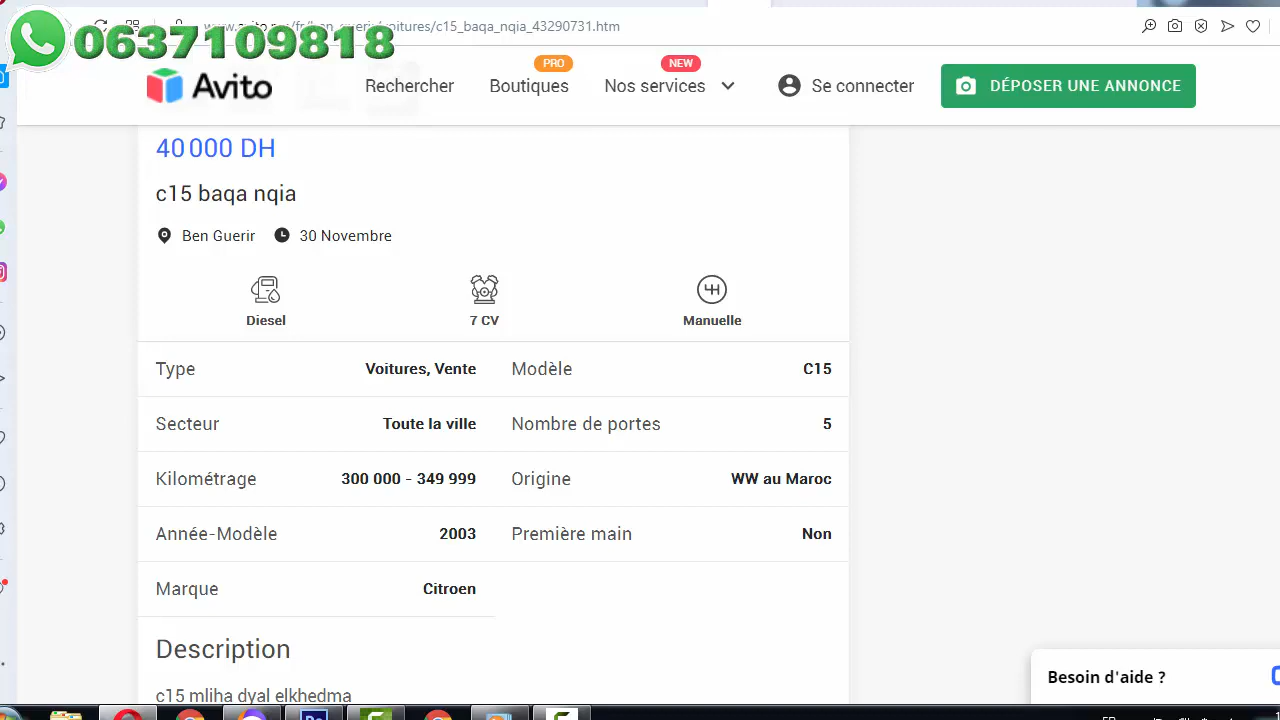 0637109818
c15_baqa_nqia_43290731.htm
Avito
Rechercher
PRO
Boutiques
NEW
Nos services
Se connecter
DÉPOSER UNE ANNONCE
40 000 DH
c15 baqa nqia
Ben Guerir 30 Novembre
Diesel 7 CV Manuelle
Type Voitures, Vente Modèle C15
Secteur Toute la ville Nombre de portes 5
Kilométrage 300 000 - 349 999 Origine WW au Maroc
Année-Modèle 2003 Première main Non
Marque Citroen
Description
c15 mliha dyal elkhedma
Besoin d'aide ?